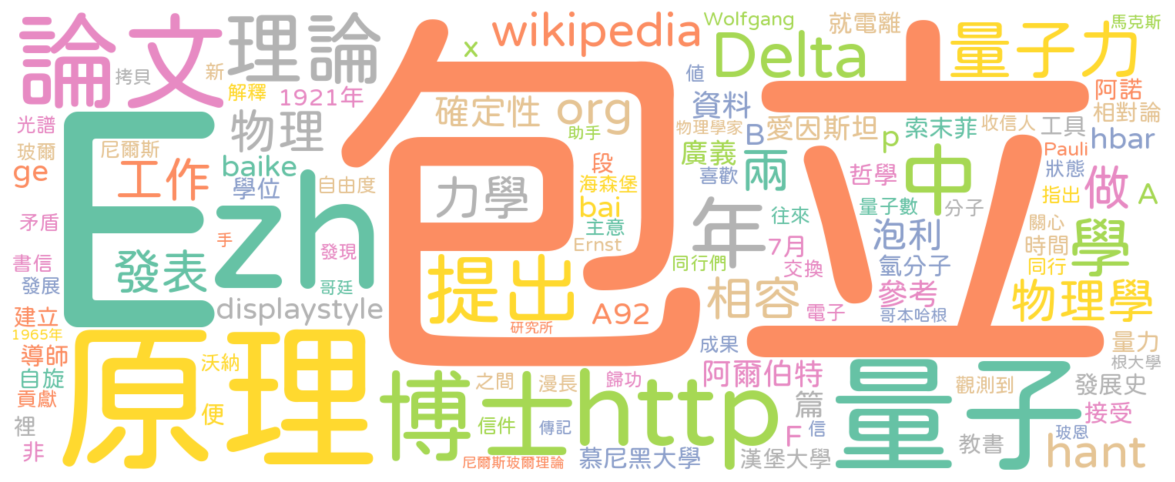 論文
理論
包立
wikipedia
Wolfgang
就電離
馬克斯
x
Delta
量子力
拷貝
新
解釋
1921年
值
資料
阿諾
相對論
光譜
物理
確定性
org
助手
物理學家
B
愛因斯坦
p
索末菲
收信人
工具
hbar
玻爾
尼爾斯
ge
工作
baike
學位
自由度
力學
段
海森堡
bai
主意
Ernst
廣義
喜歡
兩
哲學
中
Pauli
狀態
指出
做
A
E
zh
矛盾
手
發現
哥廷
年
往來
量子數
分子
關心
時間
同行
學
書信
發展
發表
displaystyle
提出
研究所
A92
同行們
7月
交換
相容
電子
泡利
氫分子
參考
哥本哈根
物理學
建立
1965年
導師
自旋
貢獻
原理
沃納
便
成果
量力
根大學
裡
非
博士
http
之間
漫長
歸功
信件
傳記
尼爾斯玻爾理論
阿爾伯特
篇
F
信
慕尼黑大學
漢堡大學
量子
觀測到
發展史
接受
教書
玻恩
hant